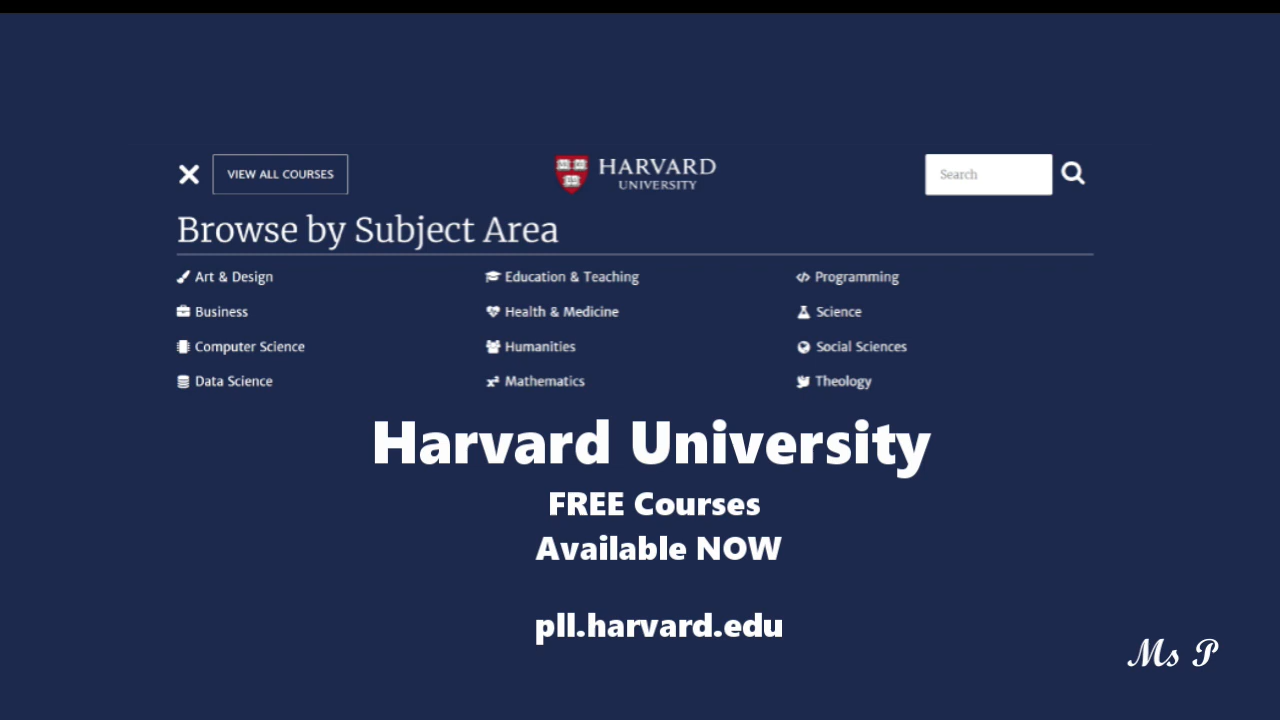 VIEW ALL COURSES
HARVARD
UNIVERSITY
Search
Browse by Subject Area
Art & Design
Education & Teaching
Programming
Business
Health & Medicine
Science
Computer Science
Humanities
Social Sciences
Data Science
x² Mathematics
Theology
Harvard University
FREE Courses
Available NOW
pll.harvard.edu
Ms P